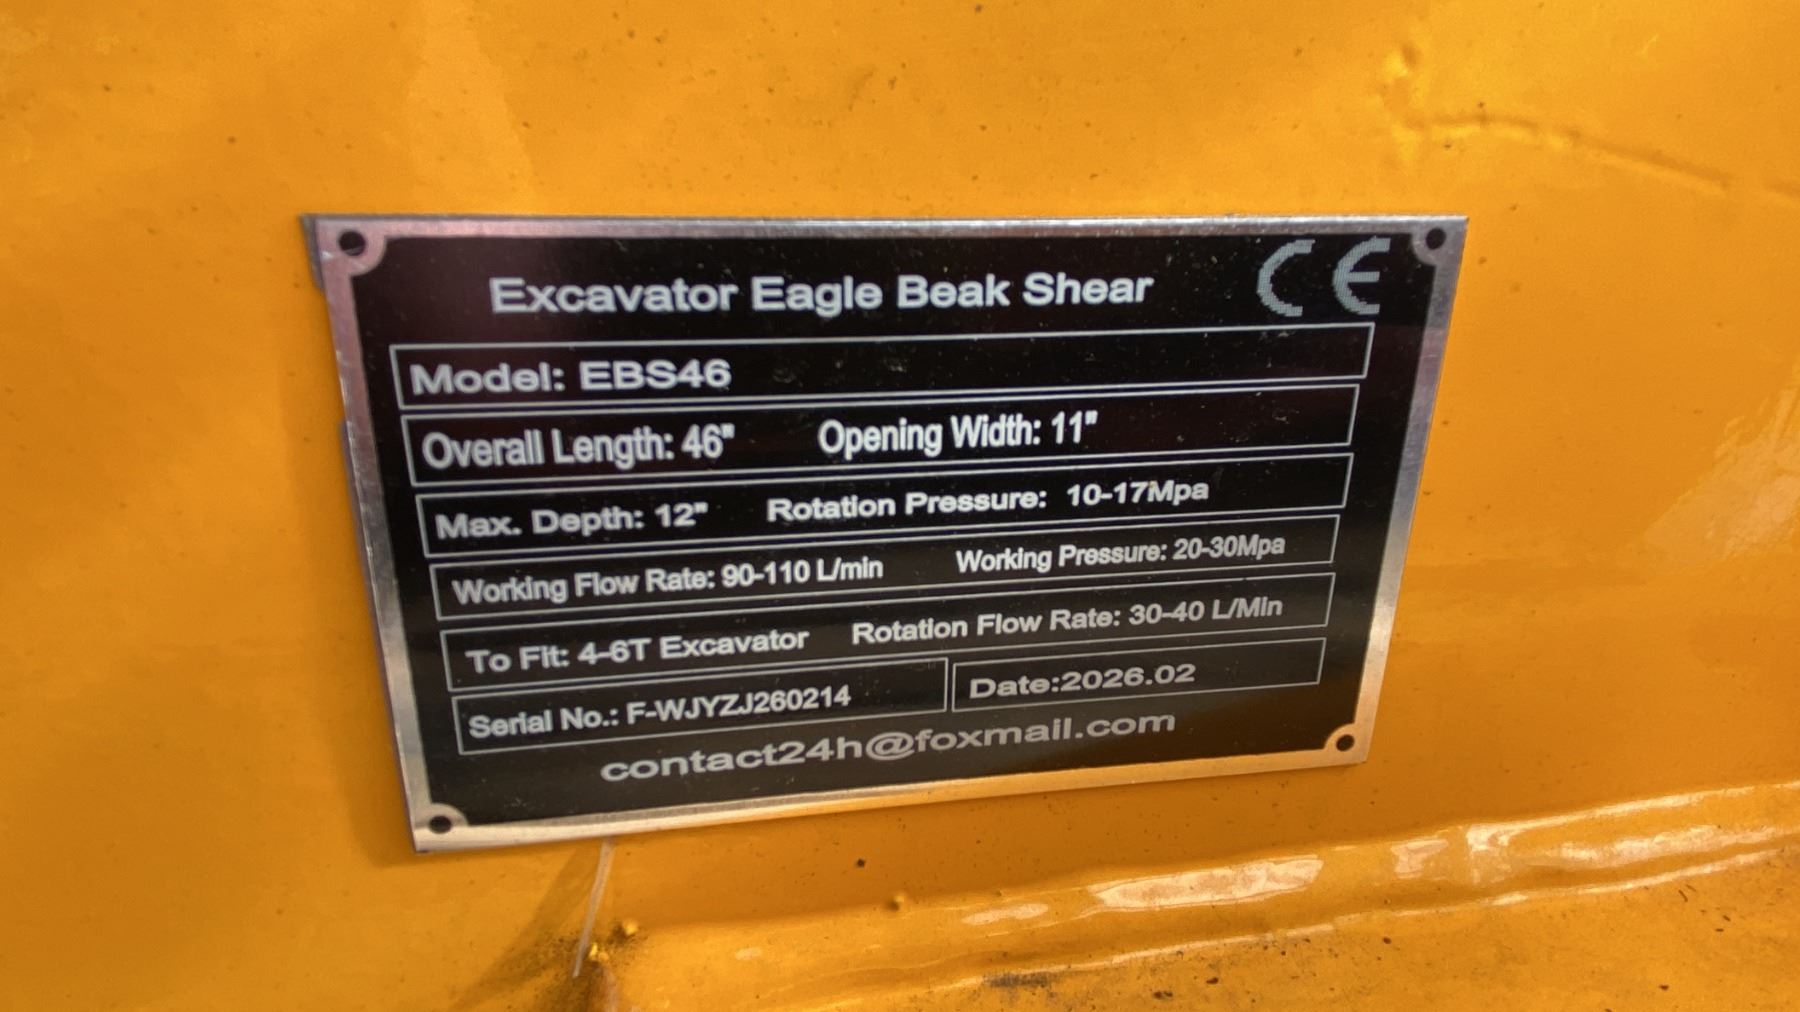 Excavator Eagle Beak Shear CE
Model: EBS46
Overall Length: 46" Opening Width: 11"
Max. Depth: 12" Rotation Pressure: 10-17Mpa
Working Flow Rate: 90-110 L/min Working Pressure: 20-30Mpa
To Fit: 4-6T Excavator Rotation Flow Rate: 30-40 L/Min
Serial No.: F-WJYZJ260214 Date:2026.02
contact24h@foxmail.com